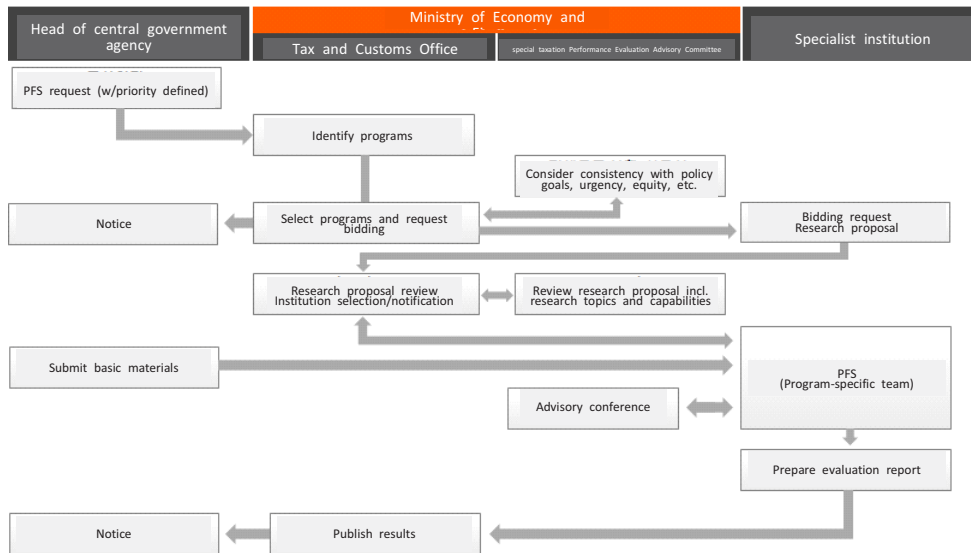 Head of central government
agency
Ministry of Economy and
Tax and Customs Office
special taxation Performance Evaluation Advisory Committee
Specialist institution
PFS request (w/priority defined)
Identify programs
Consider consistency with policy
goals, urgency, equity, etc.
Notice
Select programs and request
bidding
Bidding request
Research proposal
Research proposal review
Institution selection/notification
Review research proposal incl.
research topics and capabilities
Submit basic materials
PFS
(Program-specific team)
Advisory conference
Prepare evaluation report
Notice
Publish results